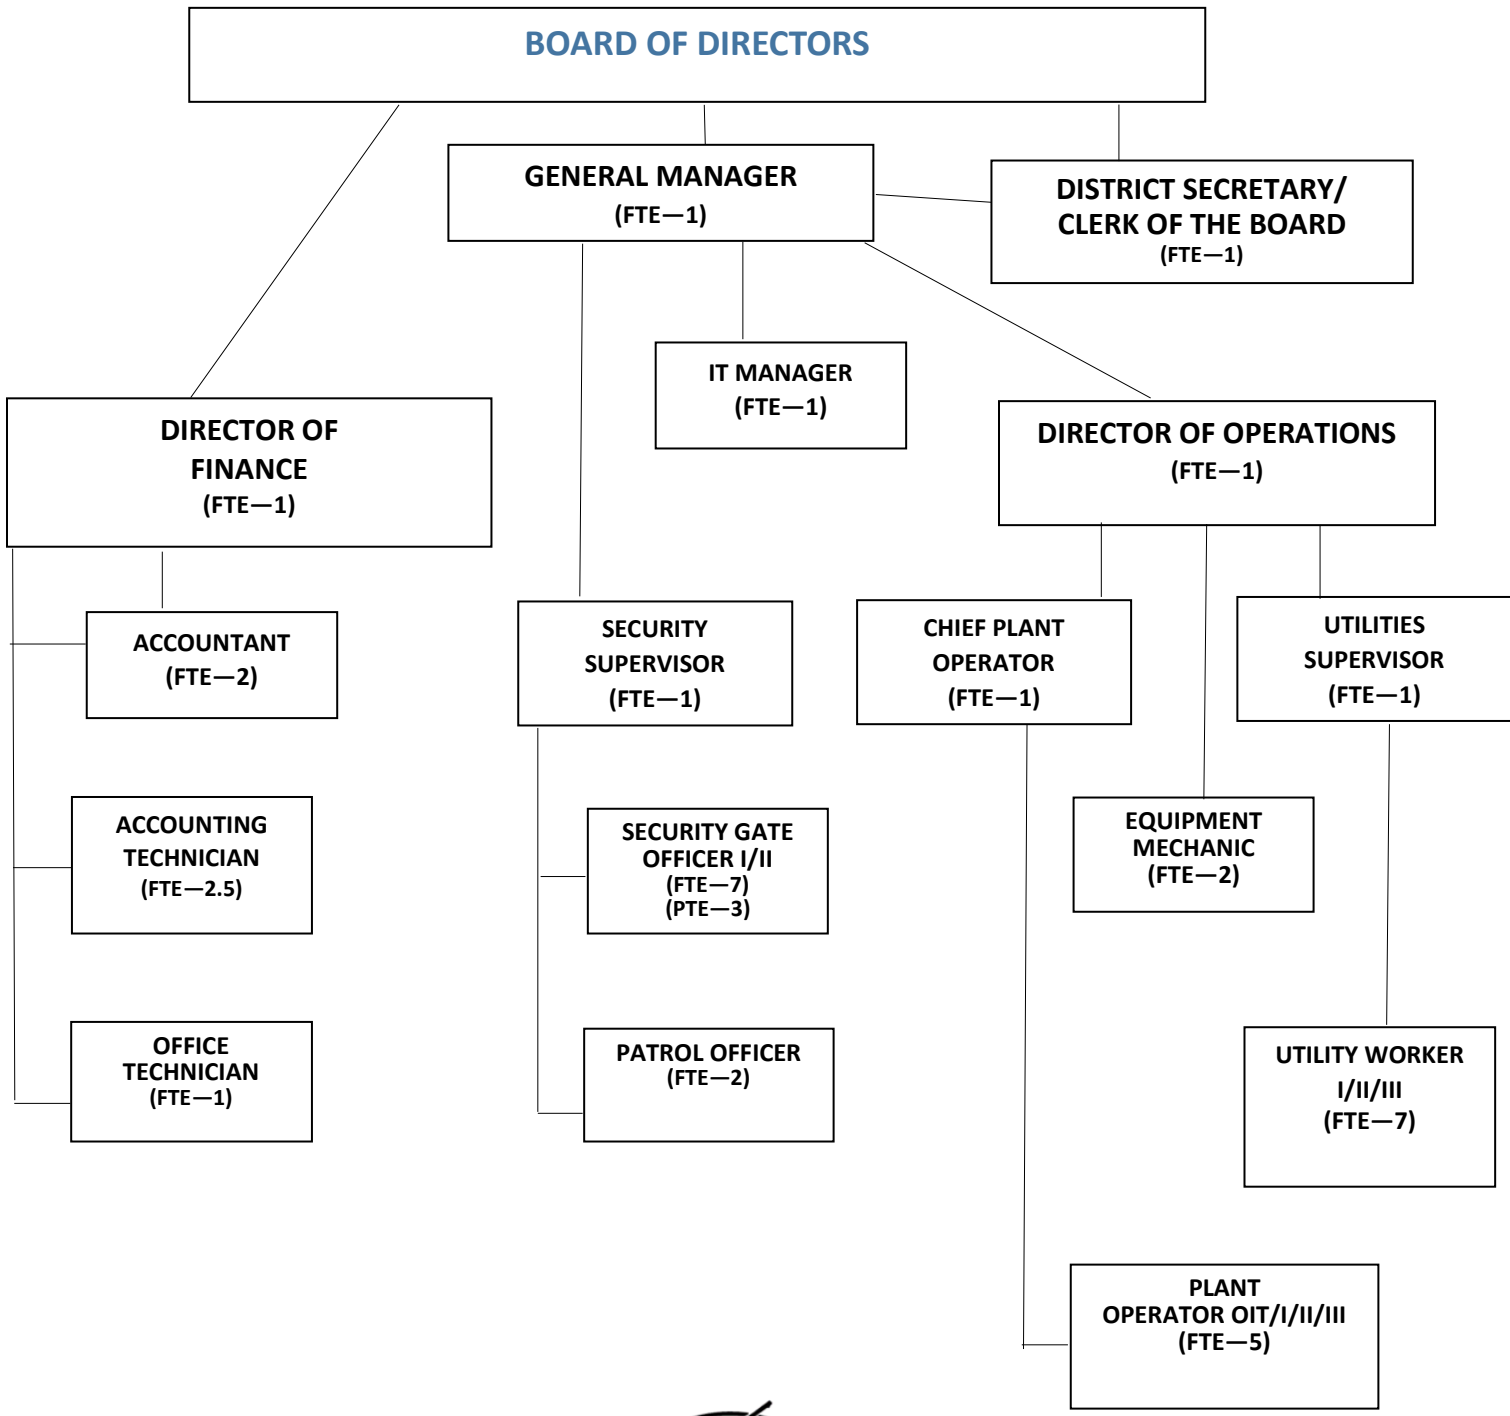 BOARD OF DIRECTORS
GENERAL MANAGER
(FTE—1)
DISTRICT SECRETARY/
CLERK OF THE BOARD
(FTE—1)
IT MANAGER
(FTE—1)
DIRECTOR OF
FINANCE
(FTE—1)
DIRECTOR OF OPERATIONS
(FTE—1)
ACCOUNTANT
(FTE—2)
SECURITY
SUPERVISOR
(FTE—1)
CHIEF PLANT
OPERATOR
(FTE—1)
UTILITIES
SUPERVISOR
(FTE—1)
ACCOUNTING
TECHNICIAN
(FTE—2.5)
SECURITY GATE
OFFICER I/II
(FTE—7)
(PTE—3)
EQUIPMENT
MECHANIC
(FTE—2)
OFFICE
TECHNICIAN
(FTE—1)
PATROL OFFICER
(FTE—2)
UTILITY WORKER
I/II/III
(FTE—7)
PLANT
OPERATOR OIT/I/II/III
(FTE—5)